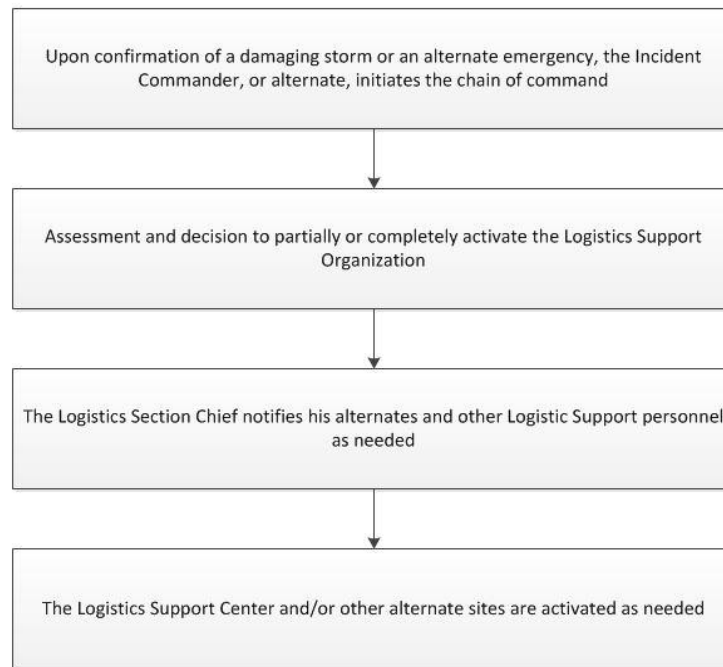 Upon confirmation of a damaging storm or an alternate emergency, the Incident
Commander, or alternate, initiates the chain of command
Assessment and decision to partially or completely activate the Logistics Support
Organization
The Logistics Section Chief notifies his alternates and other Logistic Support personnel
as needed
The Logistics Support Center and/or other alternate sites are activated as needed